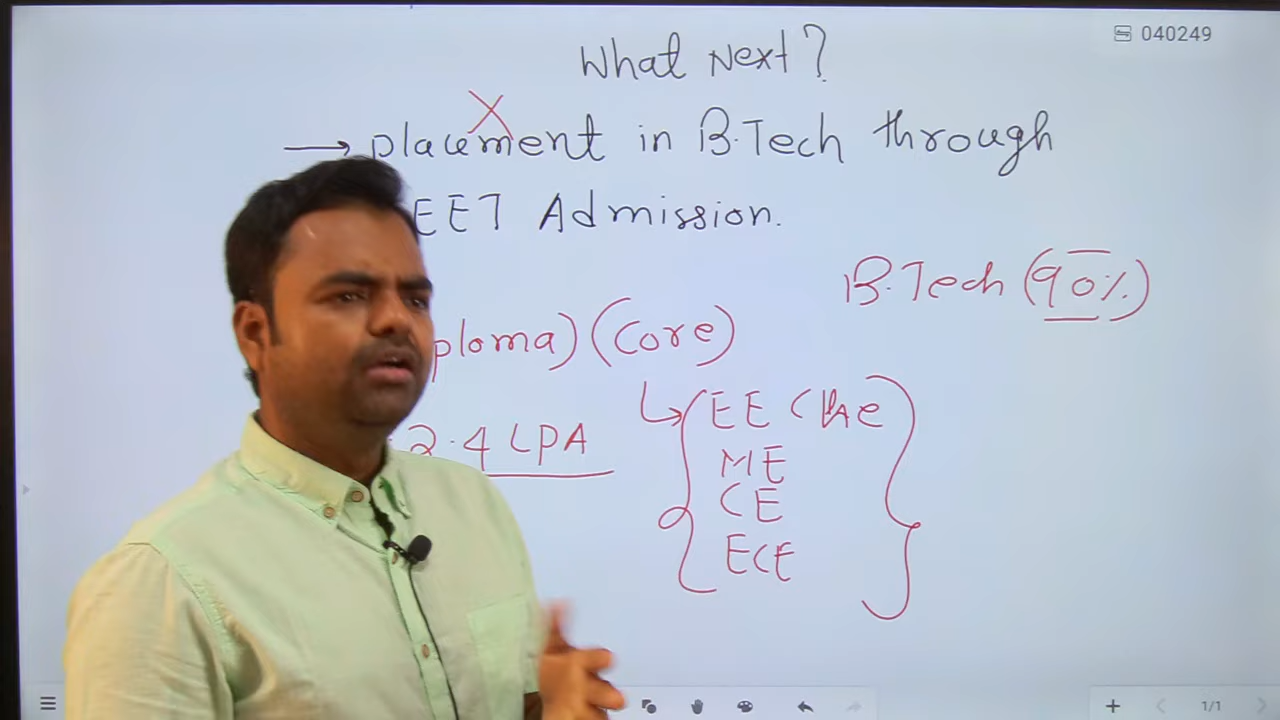 040249
What Next?
→ placement in B.Tech through
EET Admission.
B.Tech (90%)
ploma) (Core)
EE Che
2.4 LPA
ME
CE
ECE
1/1